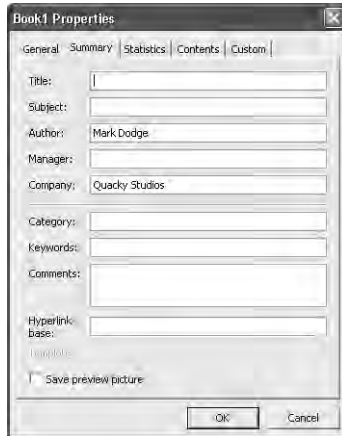 Book1 Properties
General Summary Statistics Contents Custom
Title:
Subject:
Author: Mark Dodge
Manager:
Company: Quacky Studios
Category:
Keywords:
Comments:
Hyperlink
base:
Template:
Save preview picture
OK Cancel